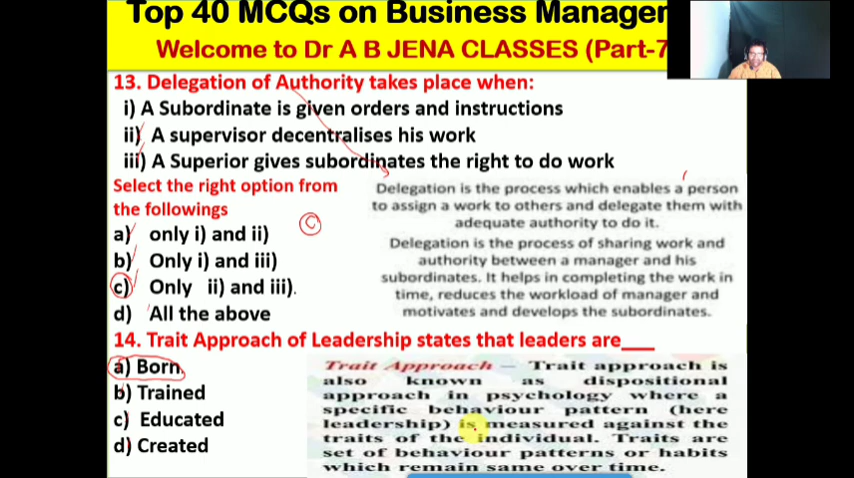 Top 40 MCQs on Business Manager
Welcome to Dr A B JENA CLASSES (Part-7
13. Delegation of Authority takes place when:
i) A Subordinate is given orders and instructions
ii) A supervisor decentralises his work
iii) A Superior gives subordinates the right to do work
Select the right option from
the followings
a) only i) and ii)
b) Only i) and iii)
c) Only ii) and iii).
d) All the above
C
Delegation is the process which enables a person
to assign a work to others and delegate them with
adequate authority to do it.
Delegation is the process of sharing work and
authority between a manager and his
subordinates. It helps in completing the work in
time, reduces the workload of manager and
motivates and develops the subordinates.
14. Trait Approach of Leadership states that leaders are___
a) Born
b) Trained
c) Educated
d) Created
Trait Approach – Trait approach is
also known as dispositional
approach in psychology where a
specific behaviour pattern (here
leadership) is measured against the
traits of the individual. Traits are
set of behaviour patterns or habits
which remain same over time.